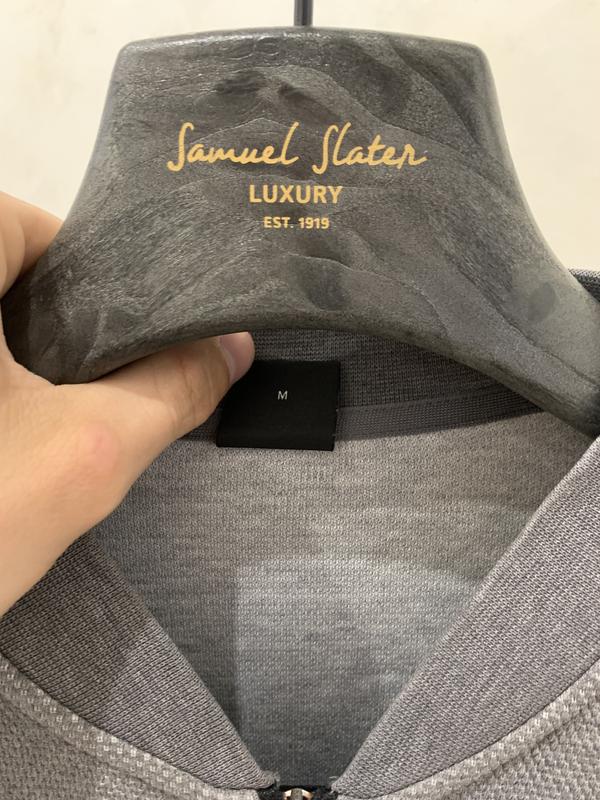 Samuel Slater
LUXURY
EST. 1919
M